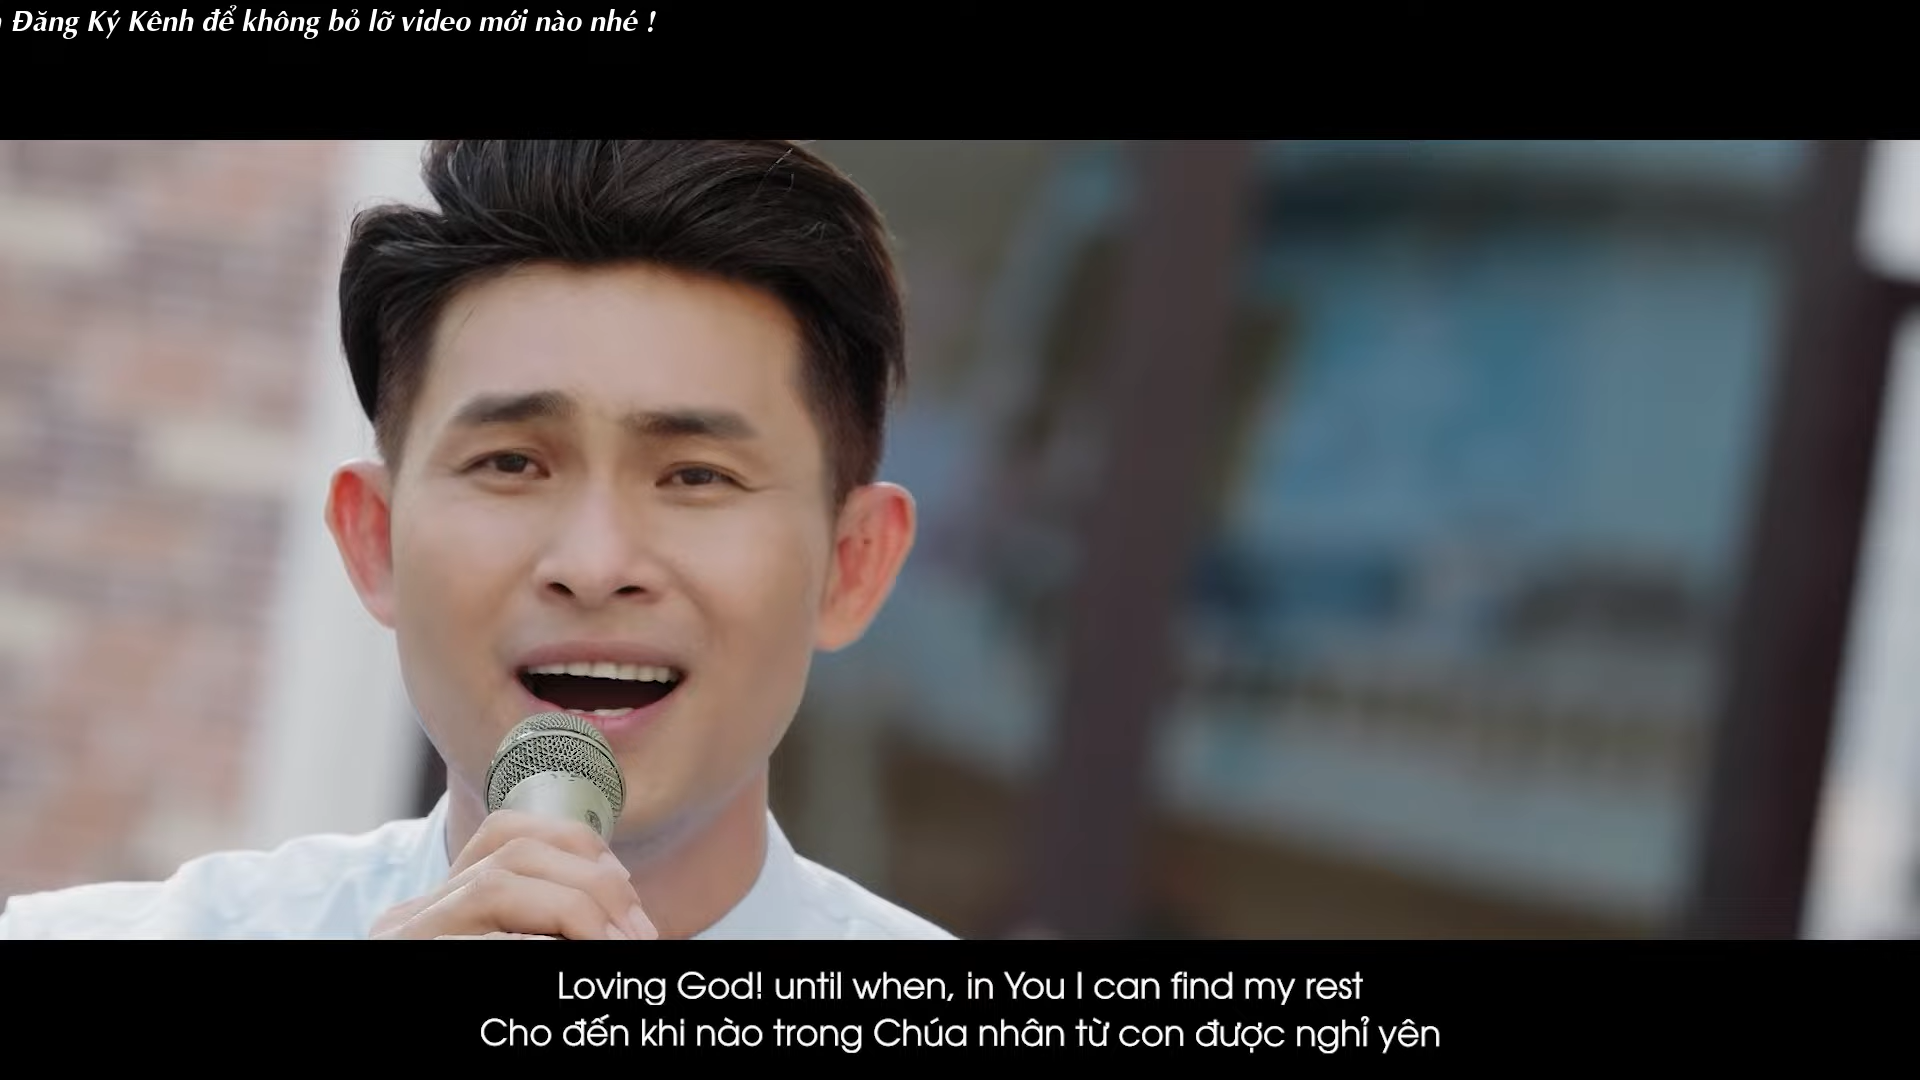 Đăng Ký Kênh để không bỏ lỡ video mới nào nhé !
Loving God! until when, in You I can find my rest
Cho đến khi nào trong Chúa nhân từ con được nghỉ yên